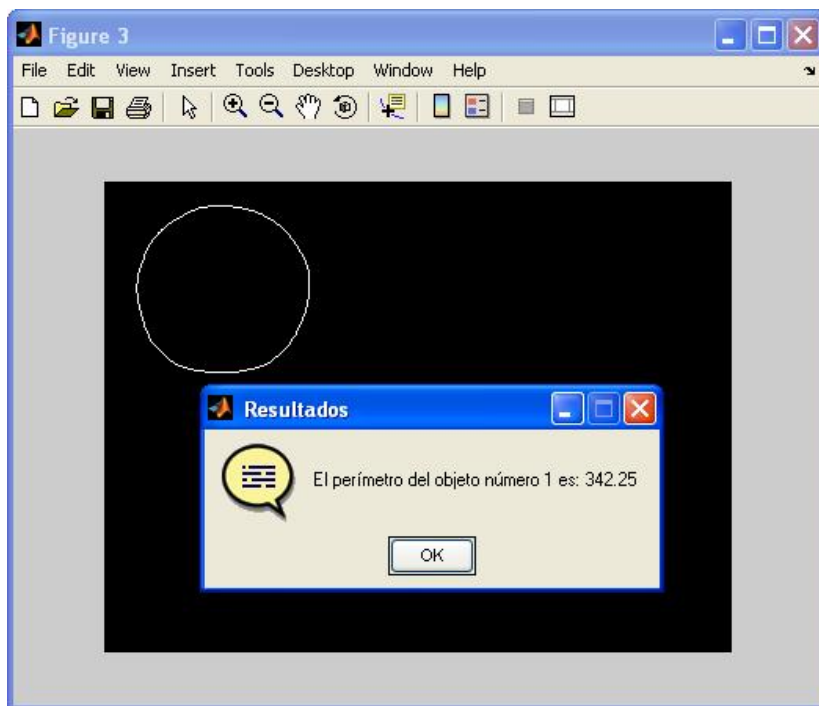 Figure 3
File Edit View Insert Tools Desktop Window Help
Resultados
El perímetro del objeto número 1 es: 342.25
OK